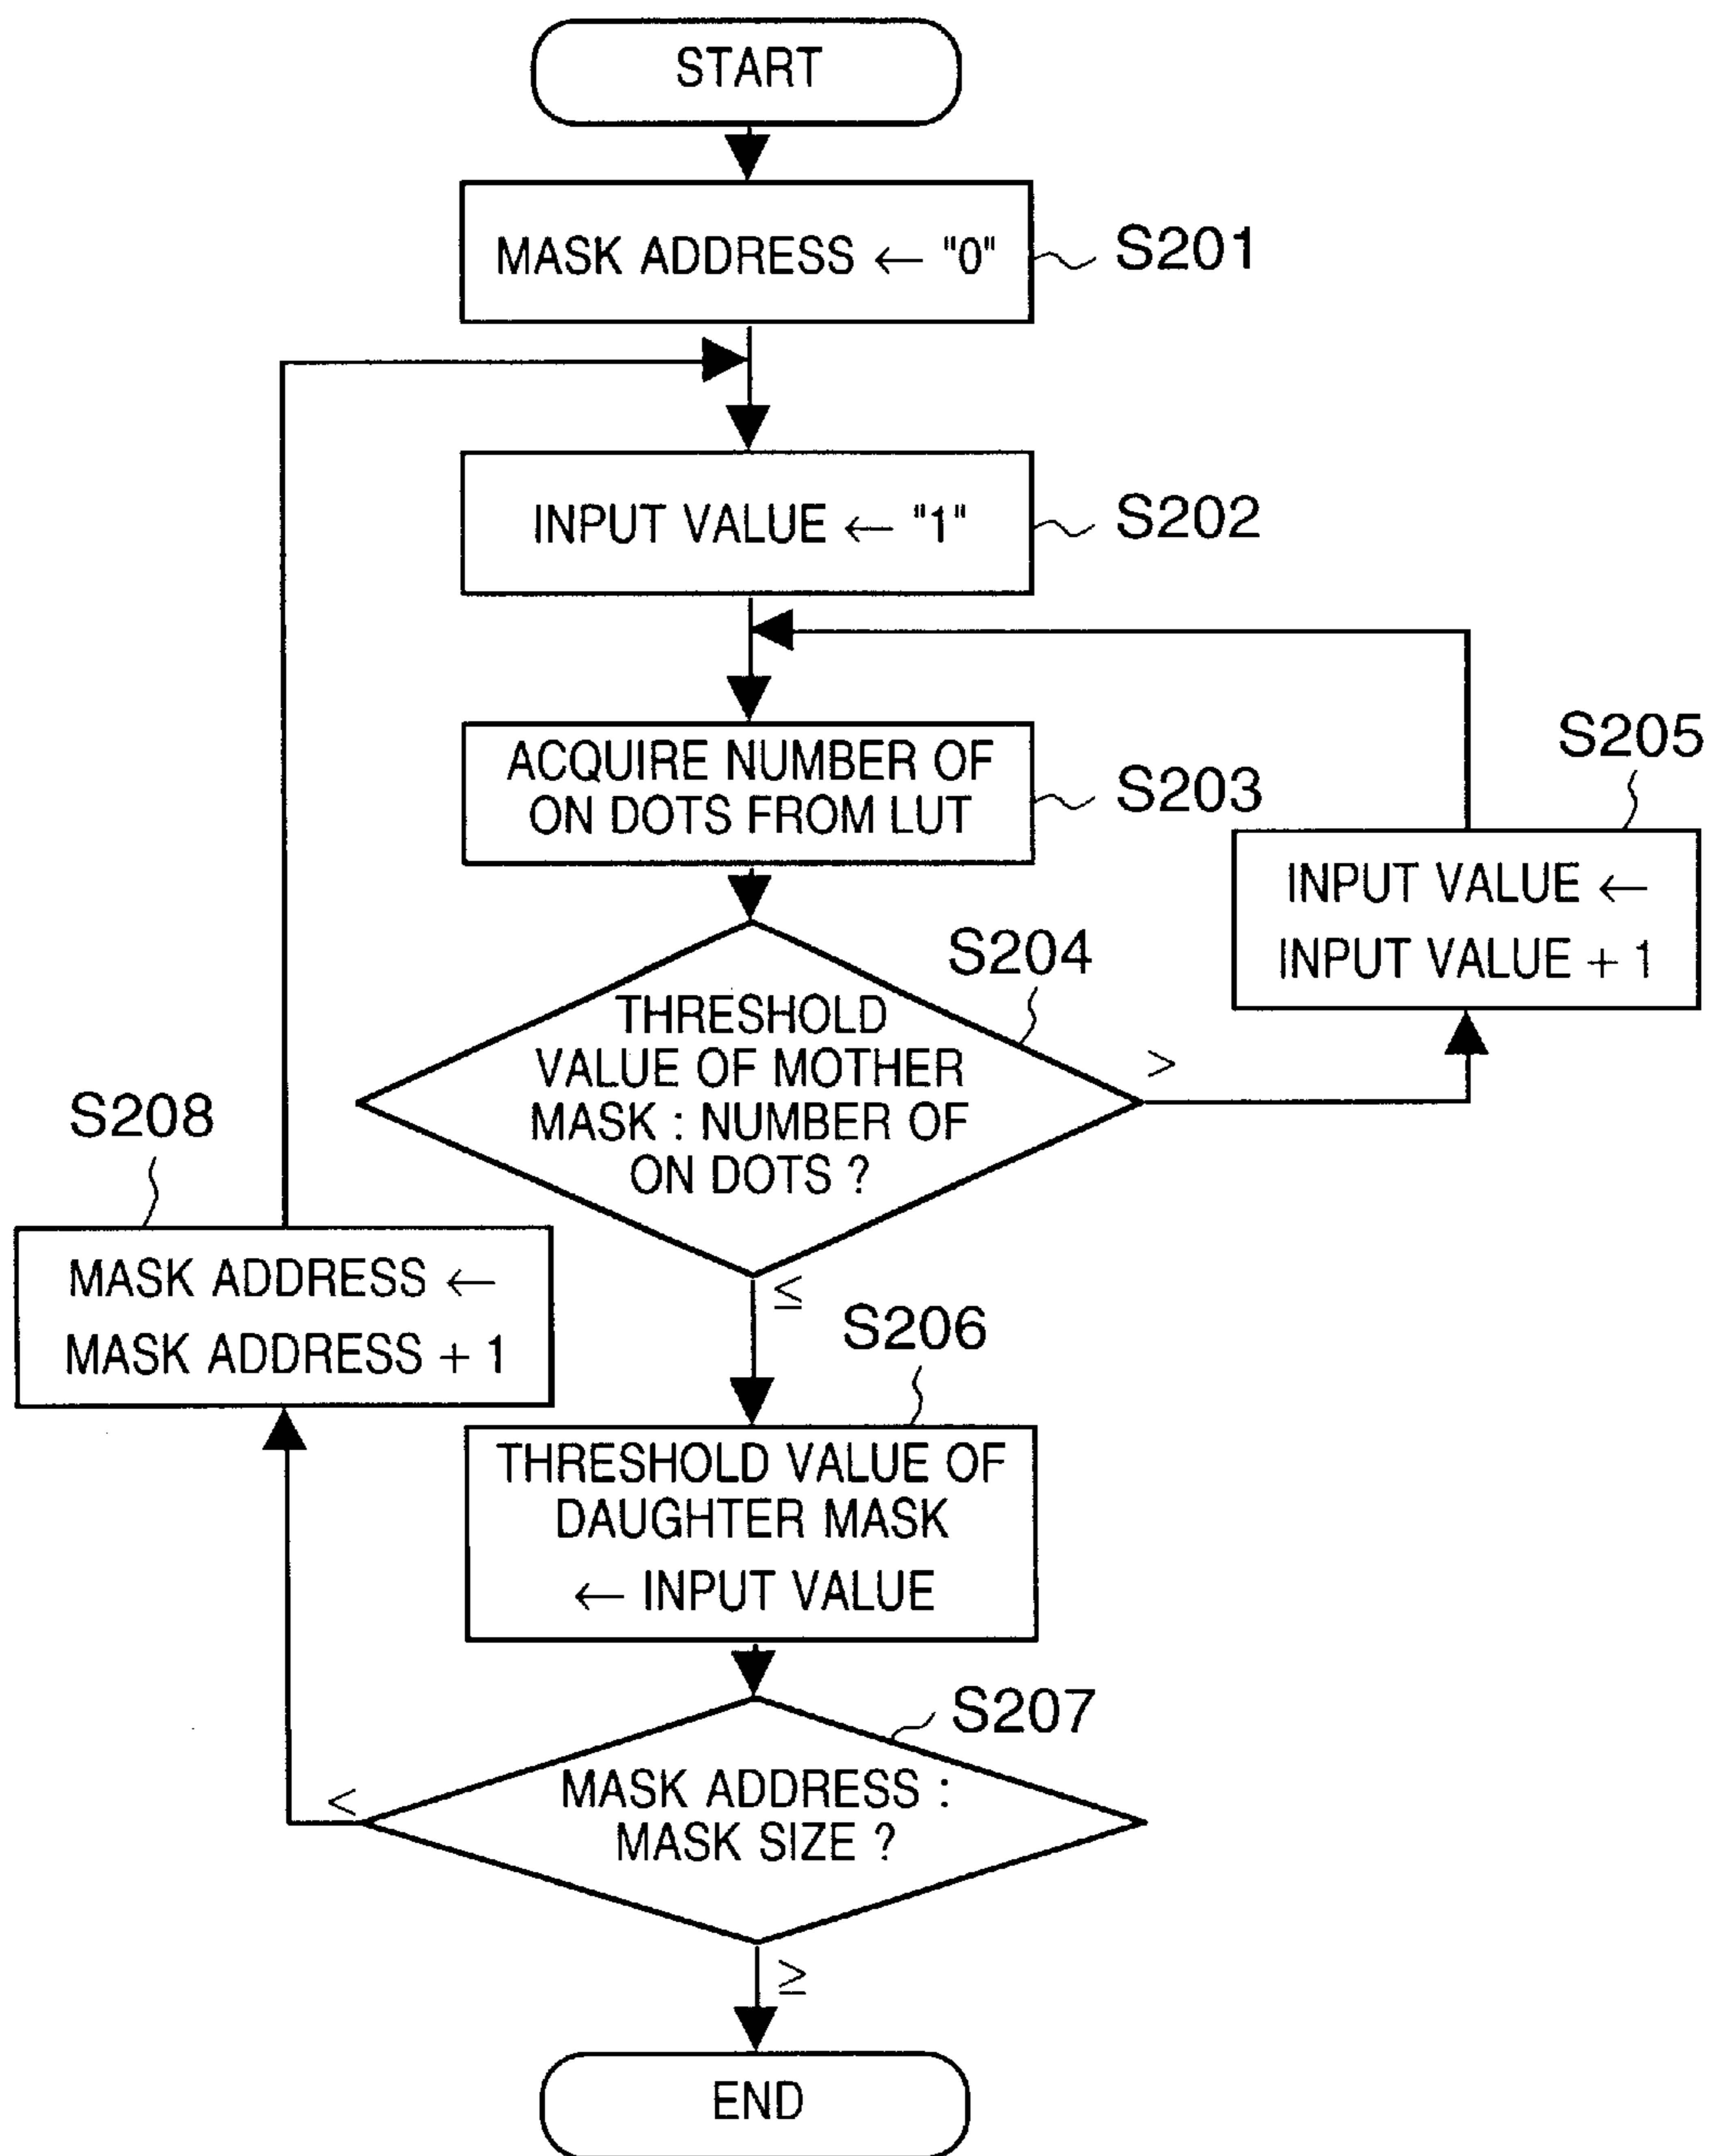 START
MASK ADDRESS ← "0"
S201
INPUT VALUE ← "1"
S202
ACQUIRE NUMBER OF
ON DOTS FROM LUT
S203
S205
INPUT VALUE ←
INPUT VALUE + 1
S204
THRESHOLD
VALUE OF MOTHER
MASK : NUMBER OF
ON DOTS ?
>
≤
S208
MASK ADDRESS ←
MASK ADDRESS + 1
S206
THRESHOLD VALUE OF
DAUGHTER MASK
← INPUT VALUE
S207
MASK ADDRESS :
MASK SIZE ?
<
≥
END